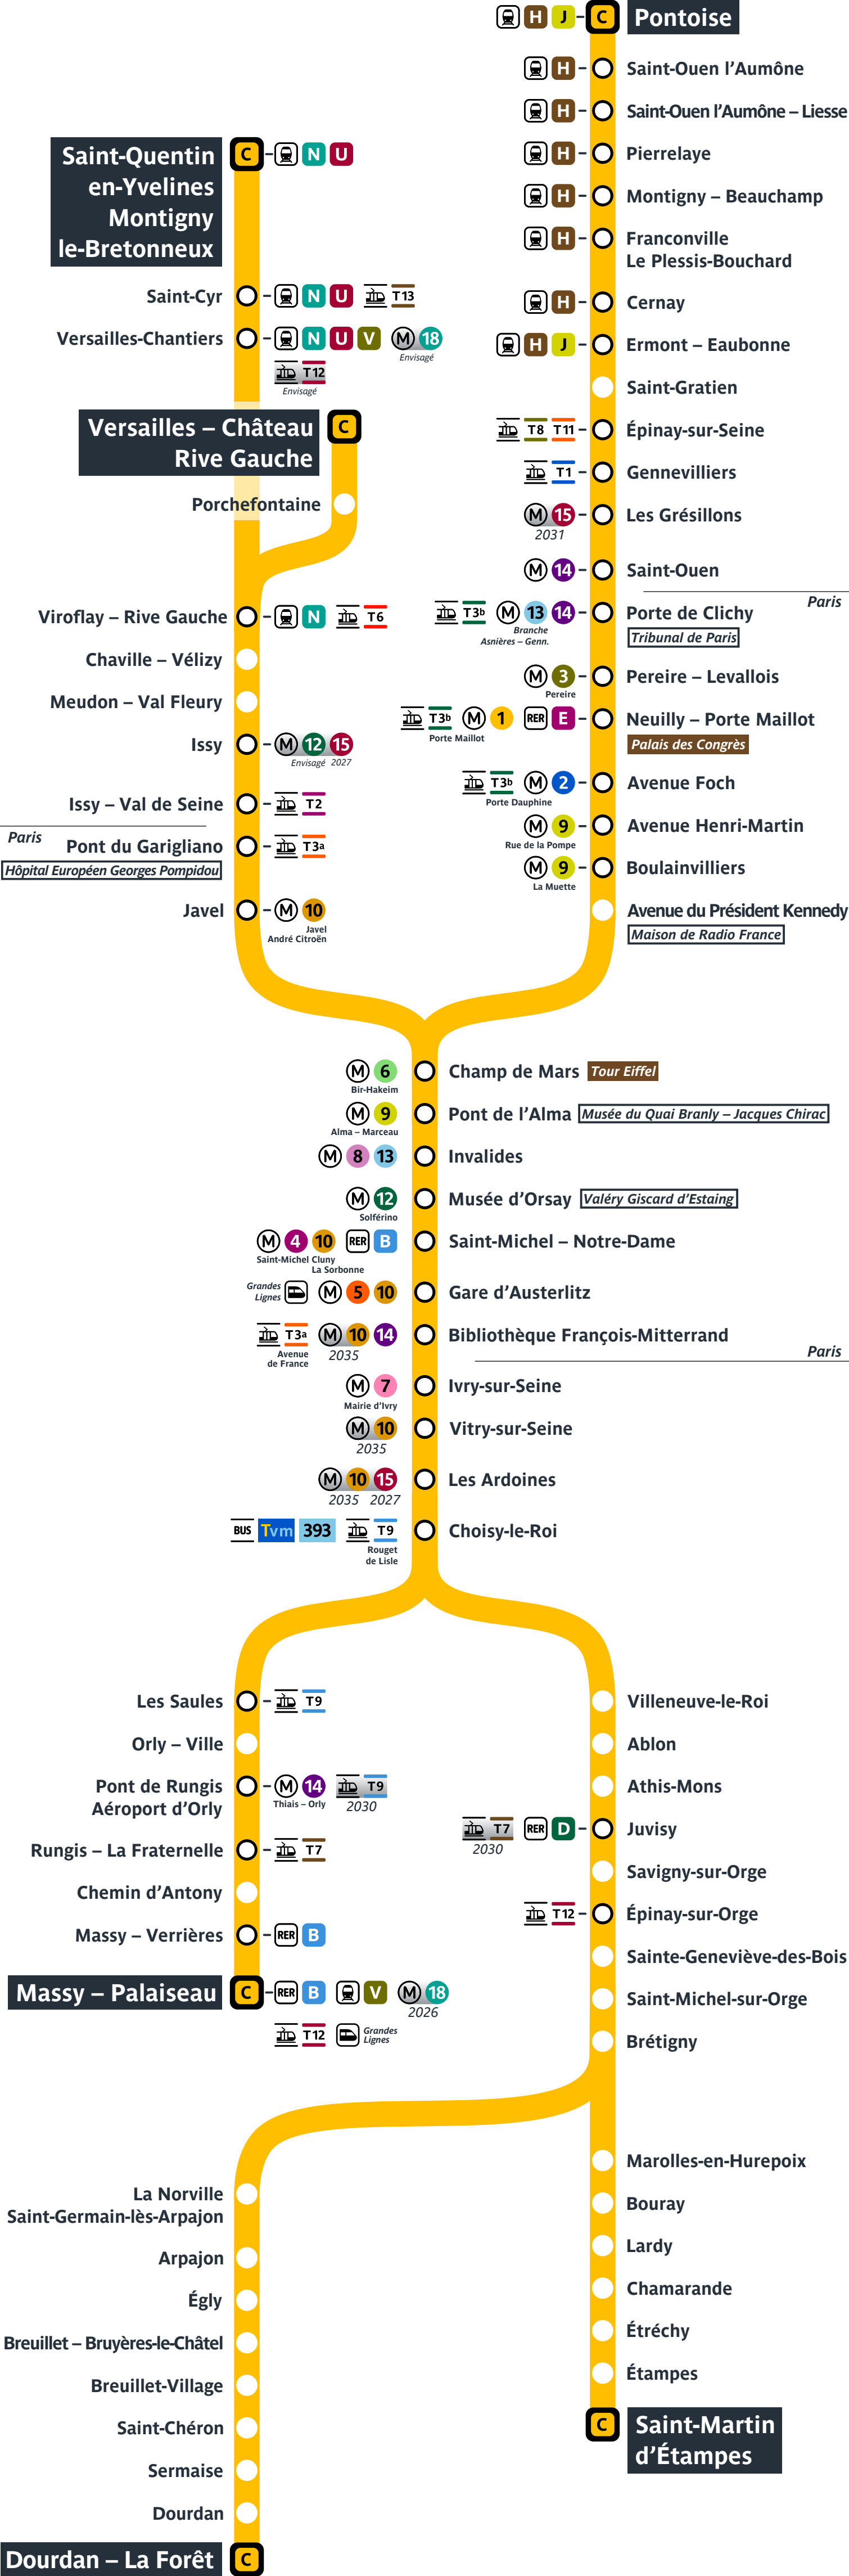 H J C Pontoise
H Saint-Ouen l’Aumône
H Saint-Ouen l’Aumône – Liesse
H Pierrelaye
H Montigny – Beauchamp
H Franconville
Le Plessis-Bouchard
H Cernay
H J Ermont – Eaubonne
Saint-Gratien
T8 T11 Épinay-sur-Seine
T1 Gennevilliers
M 15 Les Grésillons
2031
M 14 Saint-Ouen
Paris
T3b M 13 14 Porte de Clichy
Branche
Asnières – Genn.
Tribunal de Paris
M 3 Pereire – Levallois
Pereire
T3b M 1 RER E Neuilly – Porte Maillot
Porte Maillot
Palais des Congrès
T3b M 2 Avenue Foch
Porte Dauphine
M 9 Avenue Henri-Martin
Rue de la Pompe
M 9 Boulainvilliers
La Muette
Avenue du Président Kennedy
Maison de Radio France
Saint-Quentin
en-Yvelines
Montigny
le-Bretonneux
C N U
Saint-Cyr N U T13
Versailles-Chantiers N U V M 18
Envisagé
T12
Envisagé
Versailles – Château
Rive Gauche
C
Porchefontaine
Viroflay – Rive Gauche N T6
Chaville – Vélizy
Meudon – Val Fleury
Issy M 12 15
Envisagé 2027
Issy – Val de Seine T2
Paris
Pont du Garigliano T3a
Hôpital Européen Georges Pompidou
Javel M 10
Javel
André Citroën
M 6 Champ de Mars Tour Eiffel
Bir-Hakeim
M 9 Pont de l’Alma Musée du Quai Branly – Jacques Chirac
Alma – Marceau
M 8 13 Invalides
M 12 Musée d’Orsay Valéry Giscard d’Estaing
Solférino
M 4 10 RER B Saint-Michel – Notre-Dame
Saint-Michel Cluny
La Sorbonne
Grandes
Lignes
M 5 10 Gare d’Austerlitz
T3a M 10 14 Bibliothèque François-Mitterrand
Avenue
de France
2035
Paris
M 7 Ivry-sur-Seine
Mairie d’Ivry
M 10 Vitry-sur-Seine
2035
M 10 15 Les Ardoines
2035 2027
BUS Tvm 393 T9 Choisy-le-Roi
Rouget
de Lisle
Les Saules T9
Orly – Ville
Pont de Rungis
Aéroport d’Orly
M 14 T9
Thiais – Orly 2030
Rungis – La Fraternelle T7
Chemin d’Antony
Massy – Verrières RER B
Massy – Palaiseau C RER B V M 18
2026
T12 Grandes
Lignes
Villeneuve-le-Roi
Ablon
Athis-Mons
T7 RER D Juvisy
2030
Savigny-sur-Orge
T12 Épinay-sur-Orge
Sainte-Geneviève-des-Bois
Saint-Michel-sur-Orge
Brétigny
La Norville
Saint-Germain-lès-Arpajon
Arpajon
Égly
Breuillet – Bruyères-le-Châtel
Breuillet-Village
Saint-Chéron
Sermaise
Dourdan
Dourdan – La Forêt C
Marolles-en-Hurepoix
Bouray
Lardy
Chamarande
Étréchy
Étampes
C Saint-Martin
d’Étampes